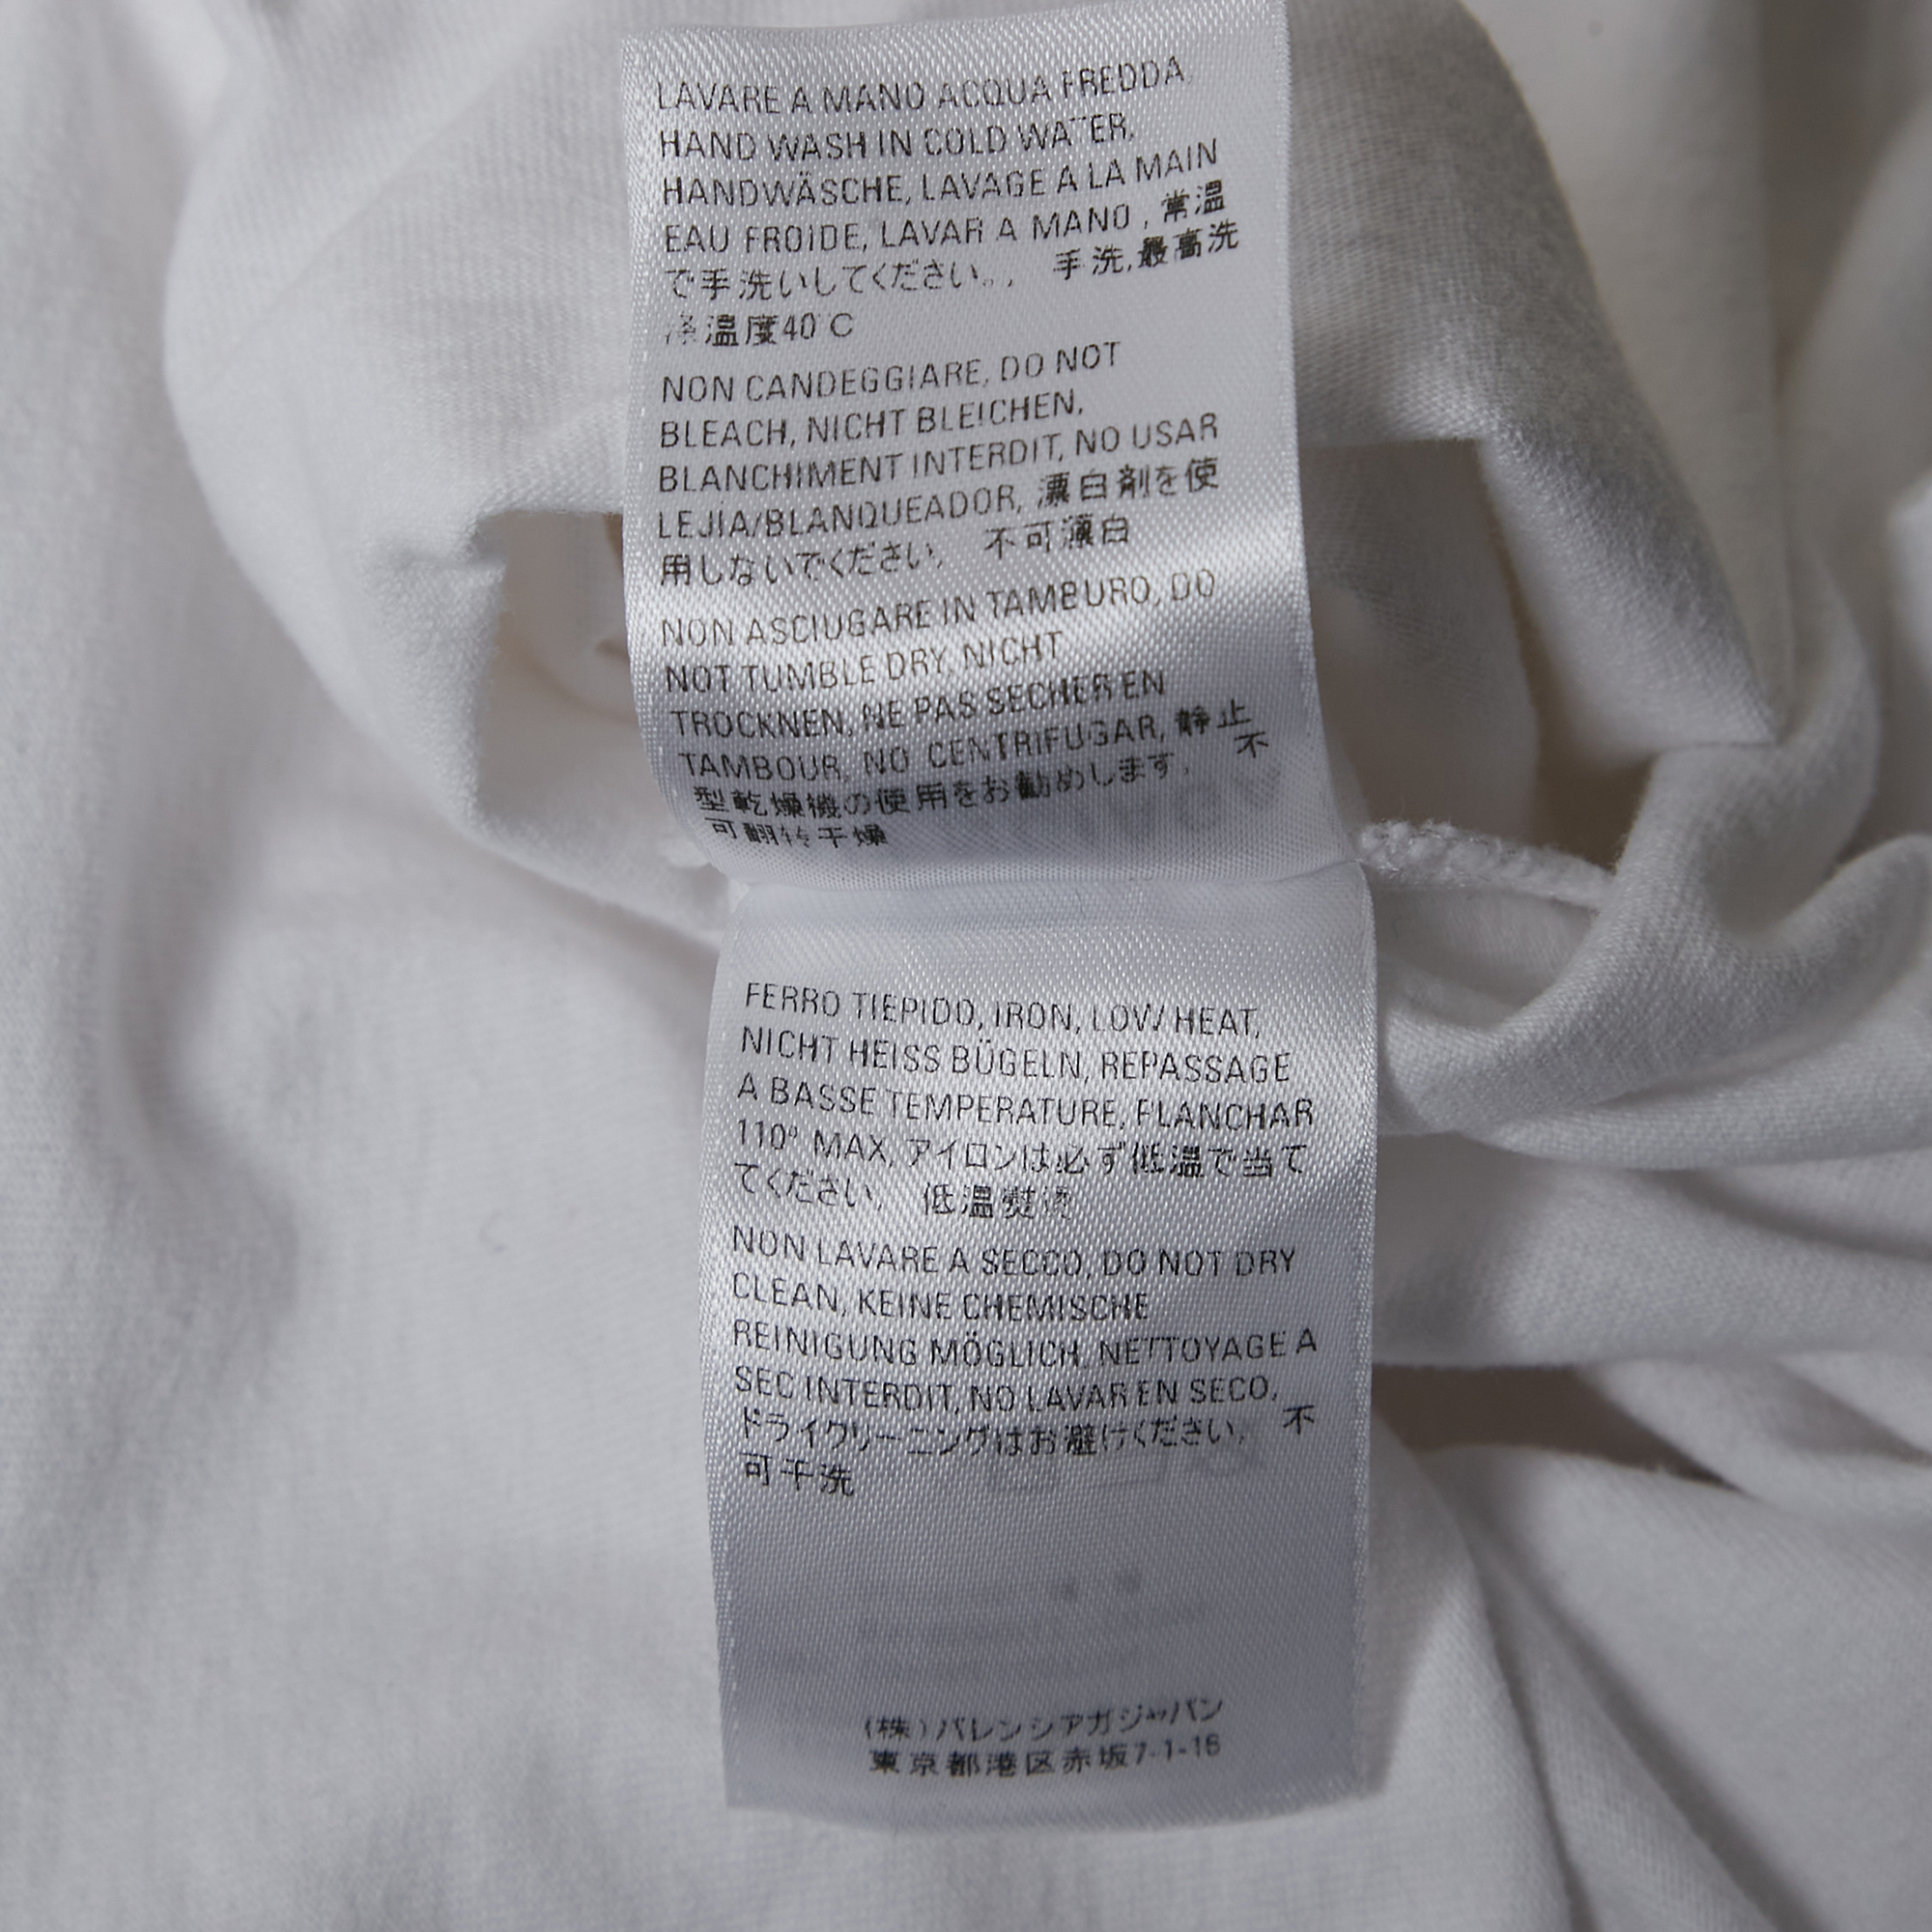 LAVARE A MANO ACQUA FREDDA,
HAND WASH IN COLD WATER,
HANDWÄSCHE, LAVAGE A LA MAIN
EAU FROIDE, LAVAR A MANO , 常温
で手洗いしてください。, 手洗,最高洗
涤温度40°C
NON CANDEGGIARE, DO NOT
BLEACH, NICHT BLEICHEN,
BLANCHIMENT INTERDIT, NO USAR
LEJIA/BLANQUEADOR, 漂白剤を使
用しないでください, 不可漂白
NON ASCIUGARE IN TAMBURO, DO
NOT TUMBLE DRY, NICHT
TROCKNEN, NE PAS SECHER EN
TAMBOUR, NO CENTRIFUGAR, 静止
型乾燥機の使用をお勧めします, 不
可翻转干燥
FERRO TIEPIDO, IRON, LOW HEAT,
NICHT HEISS BÜGELN, REPASSAGE
A BASSE TEMPERATURE, PLANCHAR
110° MAX, アイロンは必ず低温で当て
てください, 低温熨烫
NON LAVARE A SECCO, DO NOT DRY
CLEAN, KEINE CHEMISCHE
REINIGUNG MÖGLICH, NETTOYAGE A
SEC INTERDIT, NO LAVAR EN SECO,
ドライクリーニングはお避けください, 不
可干洗
(株)バレンシアガジャパン
東京都港区赤坂7-1-16